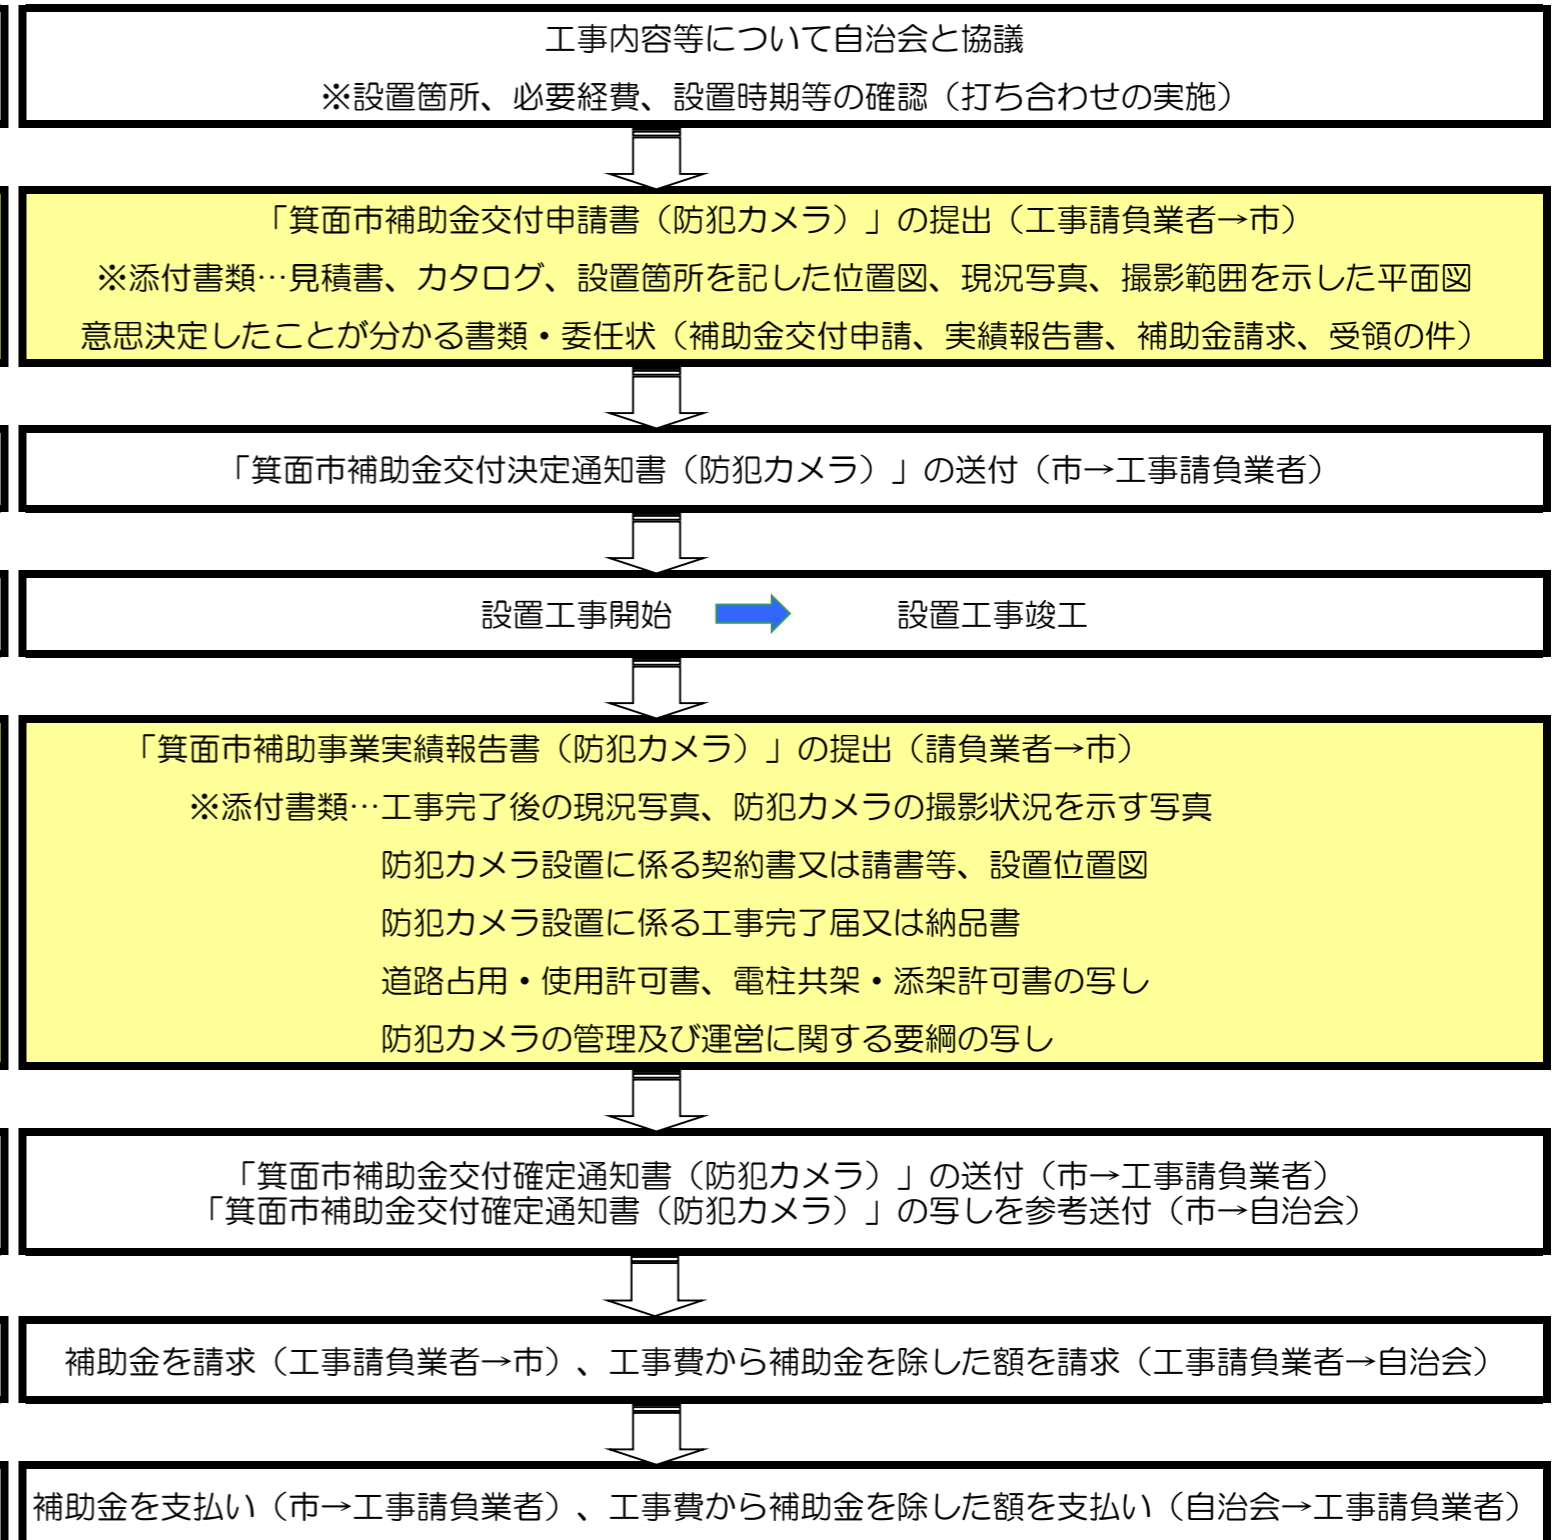 工事内容等について自治会と協議
※設置箇所、必要経費、設置時期等の確認（打ち合わせの実施）
「箕面市補助金交付申請書（防犯カメラ）」の提出（工事請負業者→市）
※添付書類…見積書、カタログ、設置箇所を記した位置図、現況写真、撮影範囲を示した平面図
意思決定したことが分かる書類・委任状（補助金交付申請、実績報告書、補助金請求、受領の件）
「箕面市補助金交付決定通知書（防犯カメラ）」の送付（市→工事請負業者）
設置工事開始 設置工事竣工
「箕面市補助事業実績報告書（防犯カメラ）」の提出（請負業者→市）
※添付書類…工事完了後の現況写真、防犯カメラの撮影状況を示す写真
防犯カメラ設置に係る契約書又は請書等、設置位置図
防犯カメラ設置に係る工事完了届又は納品書
道路占用・使用許可書、電柱共架・添架許可書の写し
防犯カメラの管理及び運営に関する要綱の写し
「箕面市補助金交付確定通知書（防犯カメラ）」の送付（市→工事請負業者）
「箕面市補助金交付確定通知書（防犯カメラ）」の写しを参考送付（市→自治会）
補助金を請求（工事請負業者→市）、工事費から補助金を除した額を請求（工事請負業者→自治会）
補助金を支払い（市→工事請負業者）、工事費から補助金を除した額を支払い（自治会→工事請負業者）